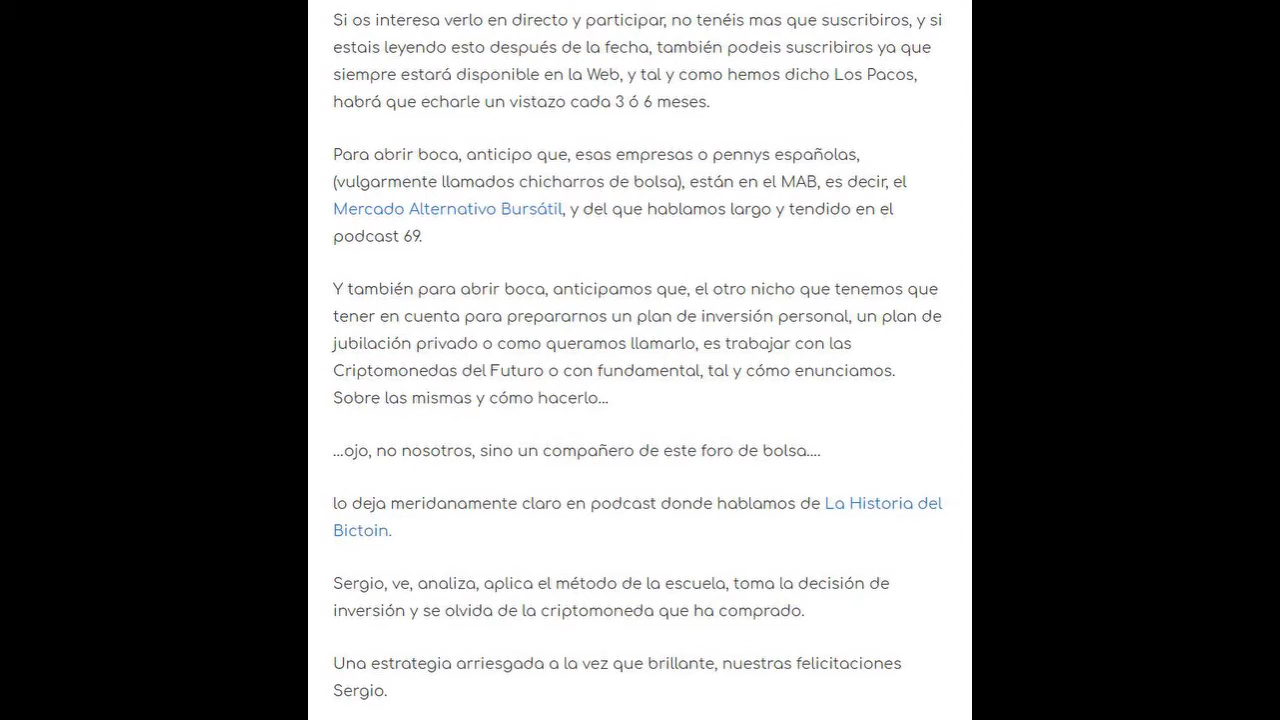 Si os interesa verlo en directo y participar, no tenéis mas que suscribiros, y si
estais leyendo esto después de la fecha, también podeis suscribiros ya que
siempre estará disponible en la Web, y tal y como hemos dicho Los Pacos,
habrá que echarle un vistazo cada 3 ó 6 meses.
Para abrir boca, anticipo que, esas empresas o pennys españolas,
(vulgarmente llamados chicharros de bolsa), están en el MAB, es decir, el
Mercado Alternativo Bursátil, y del que hablamos largo y tendido en el
podcast 69.
Y también para abrir boca, anticipamos que, el otro nicho que tenemos que
tener en cuenta para prepararnos un plan de inversión personal, un plan de
jubilación privado o como queramos llamarlo, es trabajar con las
Criptomonedas del Futuro o con fundamental, tal y cómo enunciamos.
Sobre las mismas y cómo hacerlo...
...ojo, no nosotros, sino un compañero de este foro de bolsa....
lo deja meridanamente claro en podcast donde hablamos de La Historia del
Bictoin.
Sergio, ve, analiza, aplica el método de la escuela, toma la decisión de
inversión y se olvida de la criptomoneda que ha comprado.
Una estrategia arriesgada a la vez que brillante, nuestras felicitaciones
Sergio.